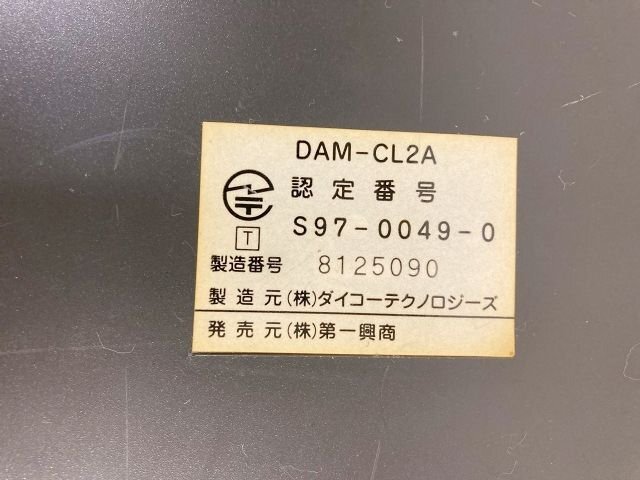 DAM-CL2A
認定番号
S97-0049-0
T
製造番号 8125090
製造元(株)ダイコーテクノロジーズ
発売元(株)第一興商